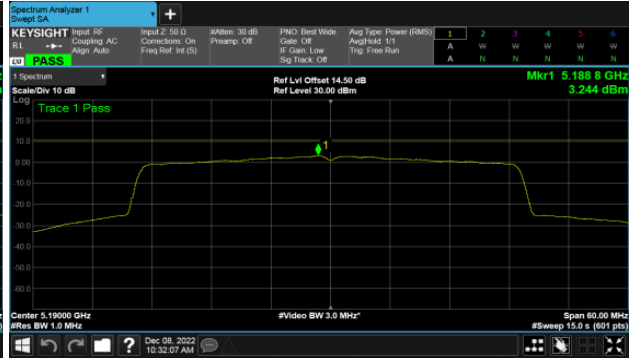 Spectrum Analyzer 1
Swept SA
KEYSIGHT
RL
LXI PASS
Input: RF
Coupling: AC
Align: Auto
Input Z: 50 Ω
Corrections: On
Freq Ref: Int (S)
#Atten: 30 dB
Preamp: Off
PNO: Best Wide
Gate: Off
IF Gain: Low
Sig Track: Off
Avg Type: Power (RMS)
Avg|Hold: 1/1
Trig: Free Run
1 2 3 4 5 6
A W W W W W
A N N N N N
1 Spectrum
Scale/Div 10 dB
Ref Lvl Offset 14.50 dB
Ref Level 30.00 dBm
Mkr1 5.188 8 GHz
3.244 dBm
Log
Trace 1 Pass
20.0
10.0
0.00
-10.0
-20.0
-30.0
-40.0
-50.0
-60.0
1
Center 5.19000 GHz
#Res BW 1.0 MHz
#Video BW 3.0 MHz*
Span 60.00 MHz
#Sweep 15.0 s (601 pts)
?
Dec 08, 2022
10:32:07 AM